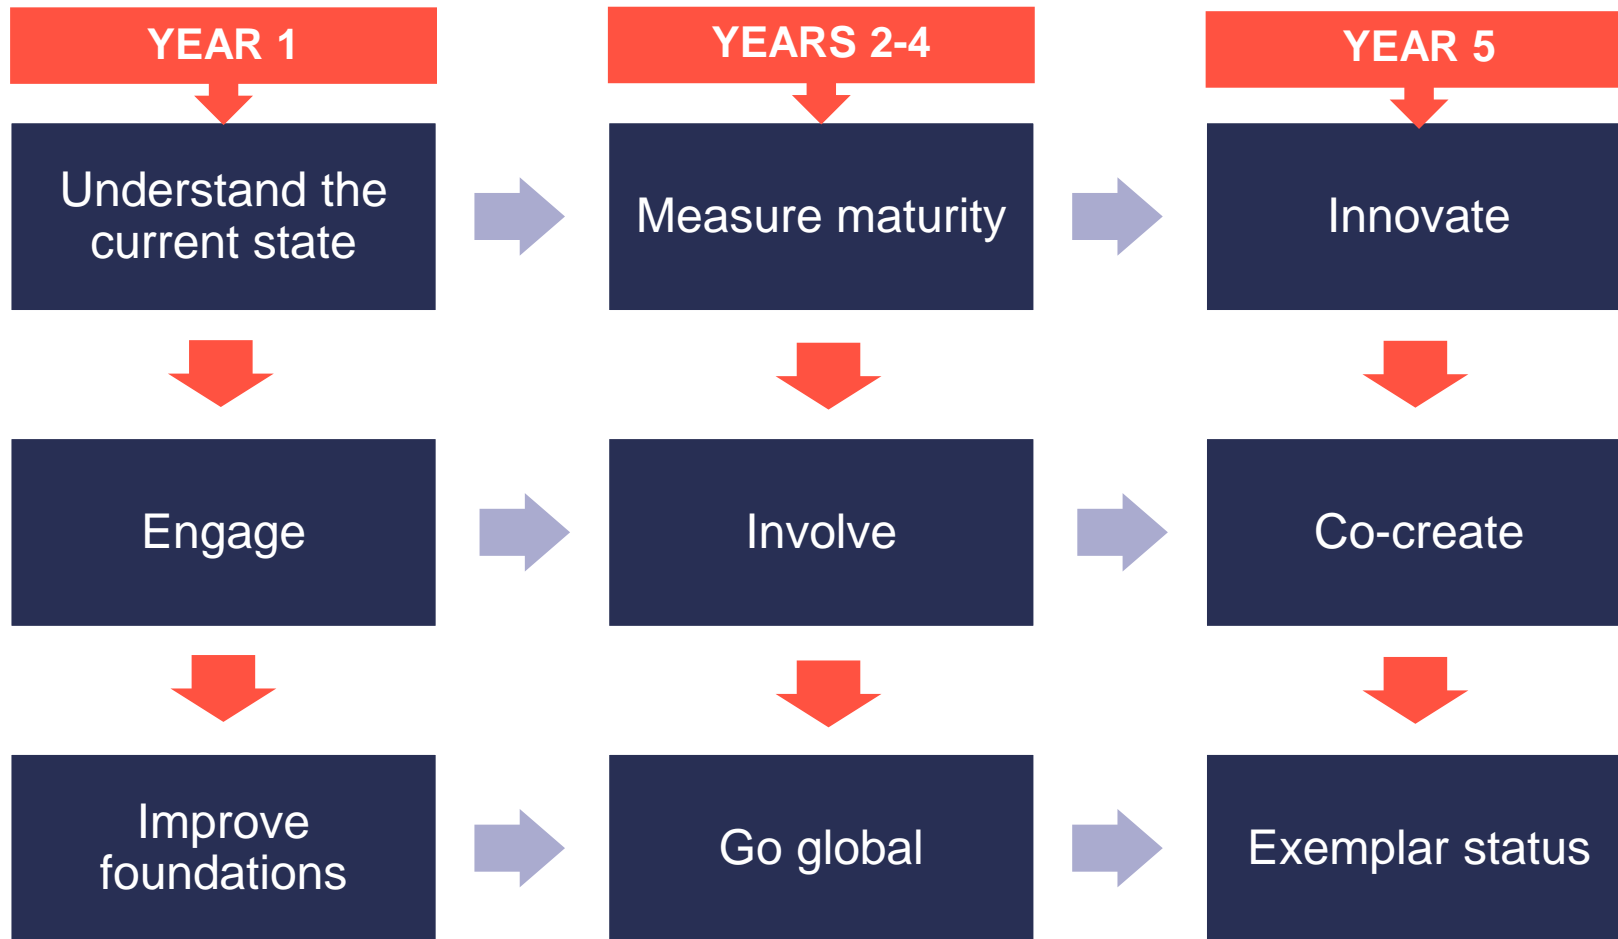 YEAR 1
YEARS 2-4
YEAR 5
Understand the
current state
Measure maturity
Innovate
Engage
Involve
Co-create
Improve
foundations
Go global
Exemplar status